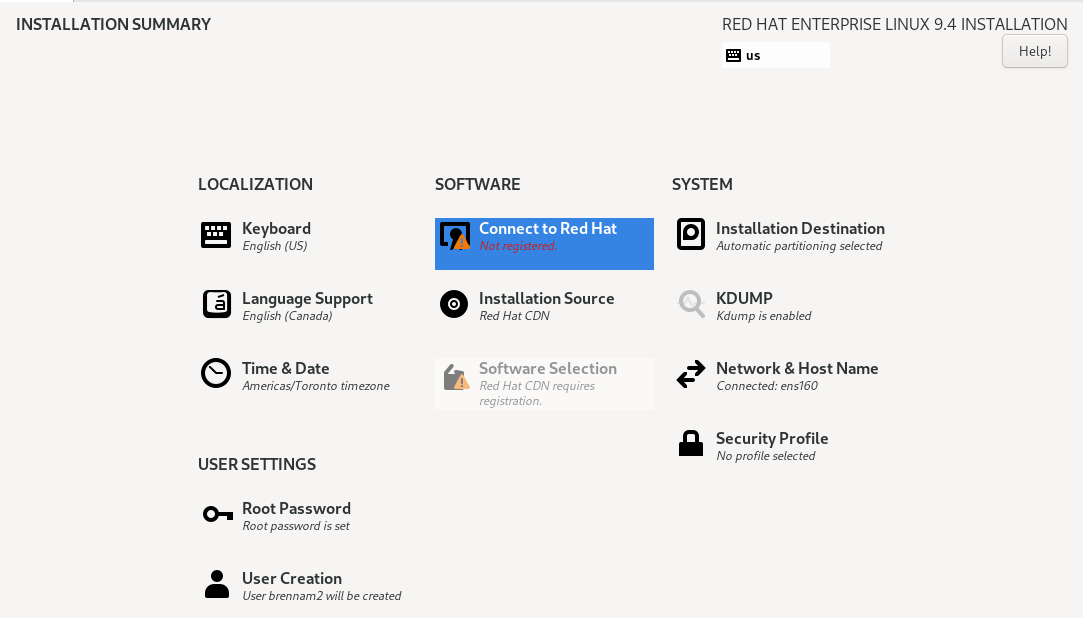 INSTALLATION SUMMARY
RED HAT ENTERPRISE LINUX 9.4 INSTALLATION
us
Help!
LOCALIZATION
Keyboard
English (US)
Language Support
English (Canada)
Time & Date
Americas/Toronto timezone
SOFTWARE
Connect to Red Hat
Not registered.
Installation Source
Red Hat CDN
Software Selection
Red Hat CDN requires
registration.
SYSTEM
Installation Destination
Automatic partitioning selected
KDUMP
Kdump is enabled
Network & Host Name
Connected: ens160
Security Profile
No profile selected
USER SETTINGS
Root Password
Root password is set
User Creation
User brennam2 will be created